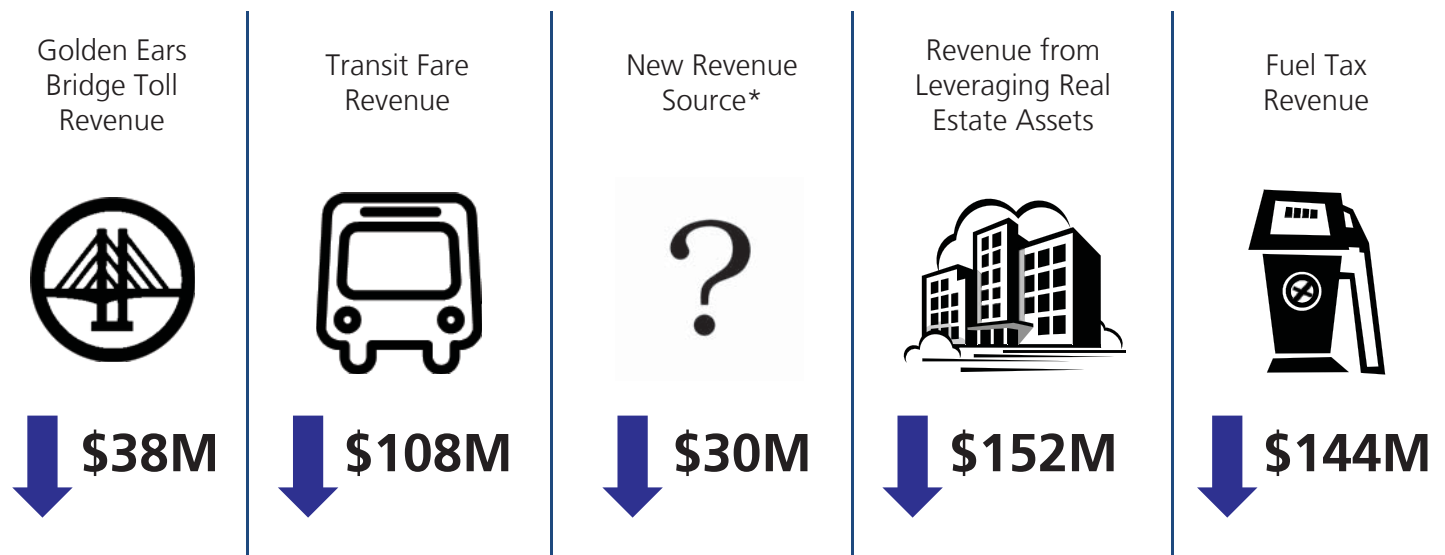 Golden Ears
Bridge Toll
Revenue
Transit Fare
Revenue
New Revenue
Source*
Revenue from
Leveraging Real
Estate Assets
Fuel Tax
Revenue
?
$38M
$108M
$30M
$152M
$144M